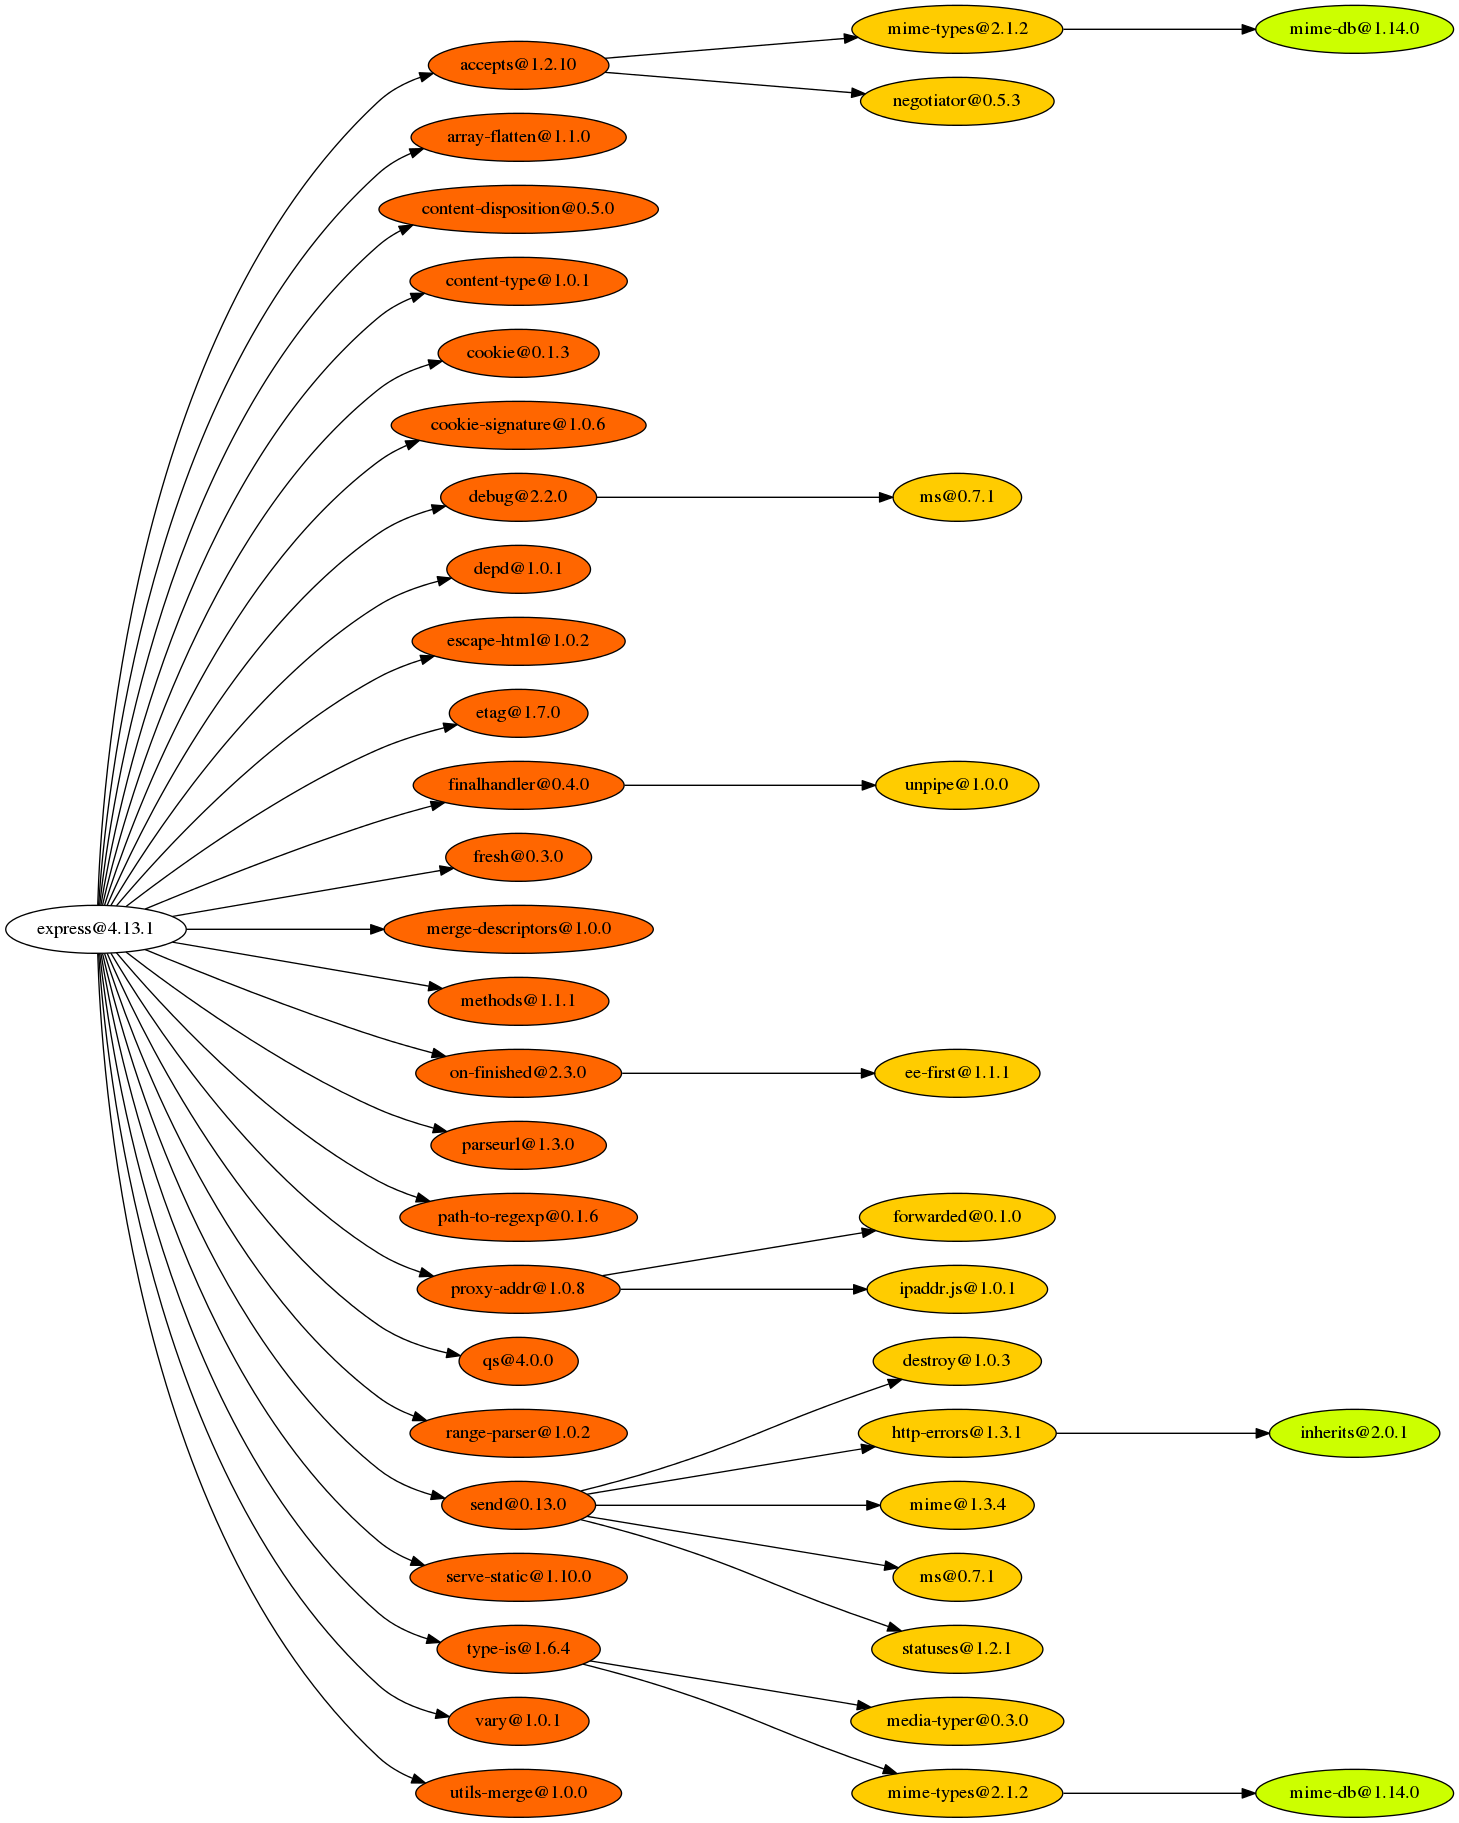 mime-types@2.1.2
mime-db@1.14.0
accepts@1.2.10
negotiator@0.5.3
array-flatten@1.1.0
content-disposition@0.5.0
content-type@1.0.1
cookie@0.1.3
cookie-signature@1.0.6
debug@2.2.0
ms@0.7.1
depd@1.0.1
escape-html@1.0.2
etag@1.7.0
finalhandler@0.4.0
unpipe@1.0.0
fresh@0.3.0
express@4.13.1
merge-descriptors@1.0.0
methods@1.1.1
on-finished@2.3.0
ee-first@1.1.1
parseurl@1.3.0
path-to-regexp@0.1.6
forwarded@0.1.0
proxy-addr@1.0.8
ipaddr.js@1.0.1
qs@4.0.0
destroy@1.0.3
range-parser@1.0.2
http-errors@1.3.1
inherits@2.0.1
send@0.13.0
mime@1.3.4
serve-static@1.10.0
ms@0.7.1
type-is@1.6.4
statuses@1.2.1
vary@1.0.1
media-typer@0.3.0
utils-merge@1.0.0
mime-types@2.1.2
mime-db@1.14.0